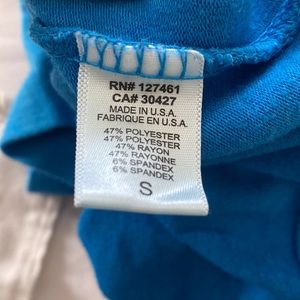 RN# 127461
CA# 30427
MADE IN U.S.A.
FABRIQUE EN U.S.A.
47% POLYESTER
47% POLYESTER
47% RAYON
47% RAYONNE
6% SPANDEX
6% SPANDEX
S